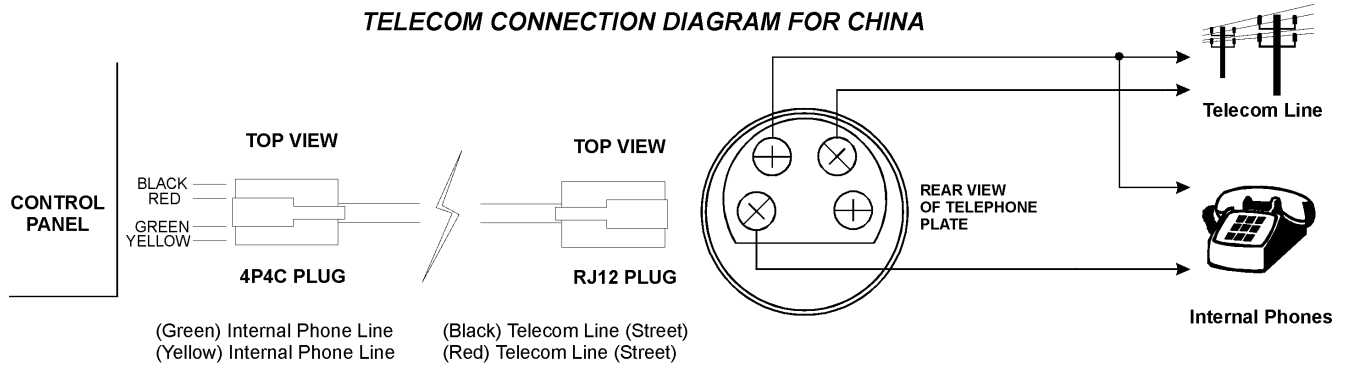 TELECOM CONNECTION DIAGRAM FOR CHINA
Telecom Line
TOP VIEW
TOP VIEW
BLACK
RED
GREEN
YELLOW
CONTROL
PANEL
REAR VIEW
OF TELEPHONE
PLATE
4P4C PLUG
RJ12 PLUG
Internal Phones
(Green) Internal Phone Line
(Yellow) Internal Phone Line
(Black) Telecom Line (Street)
(Red) Telecom Line (Street)